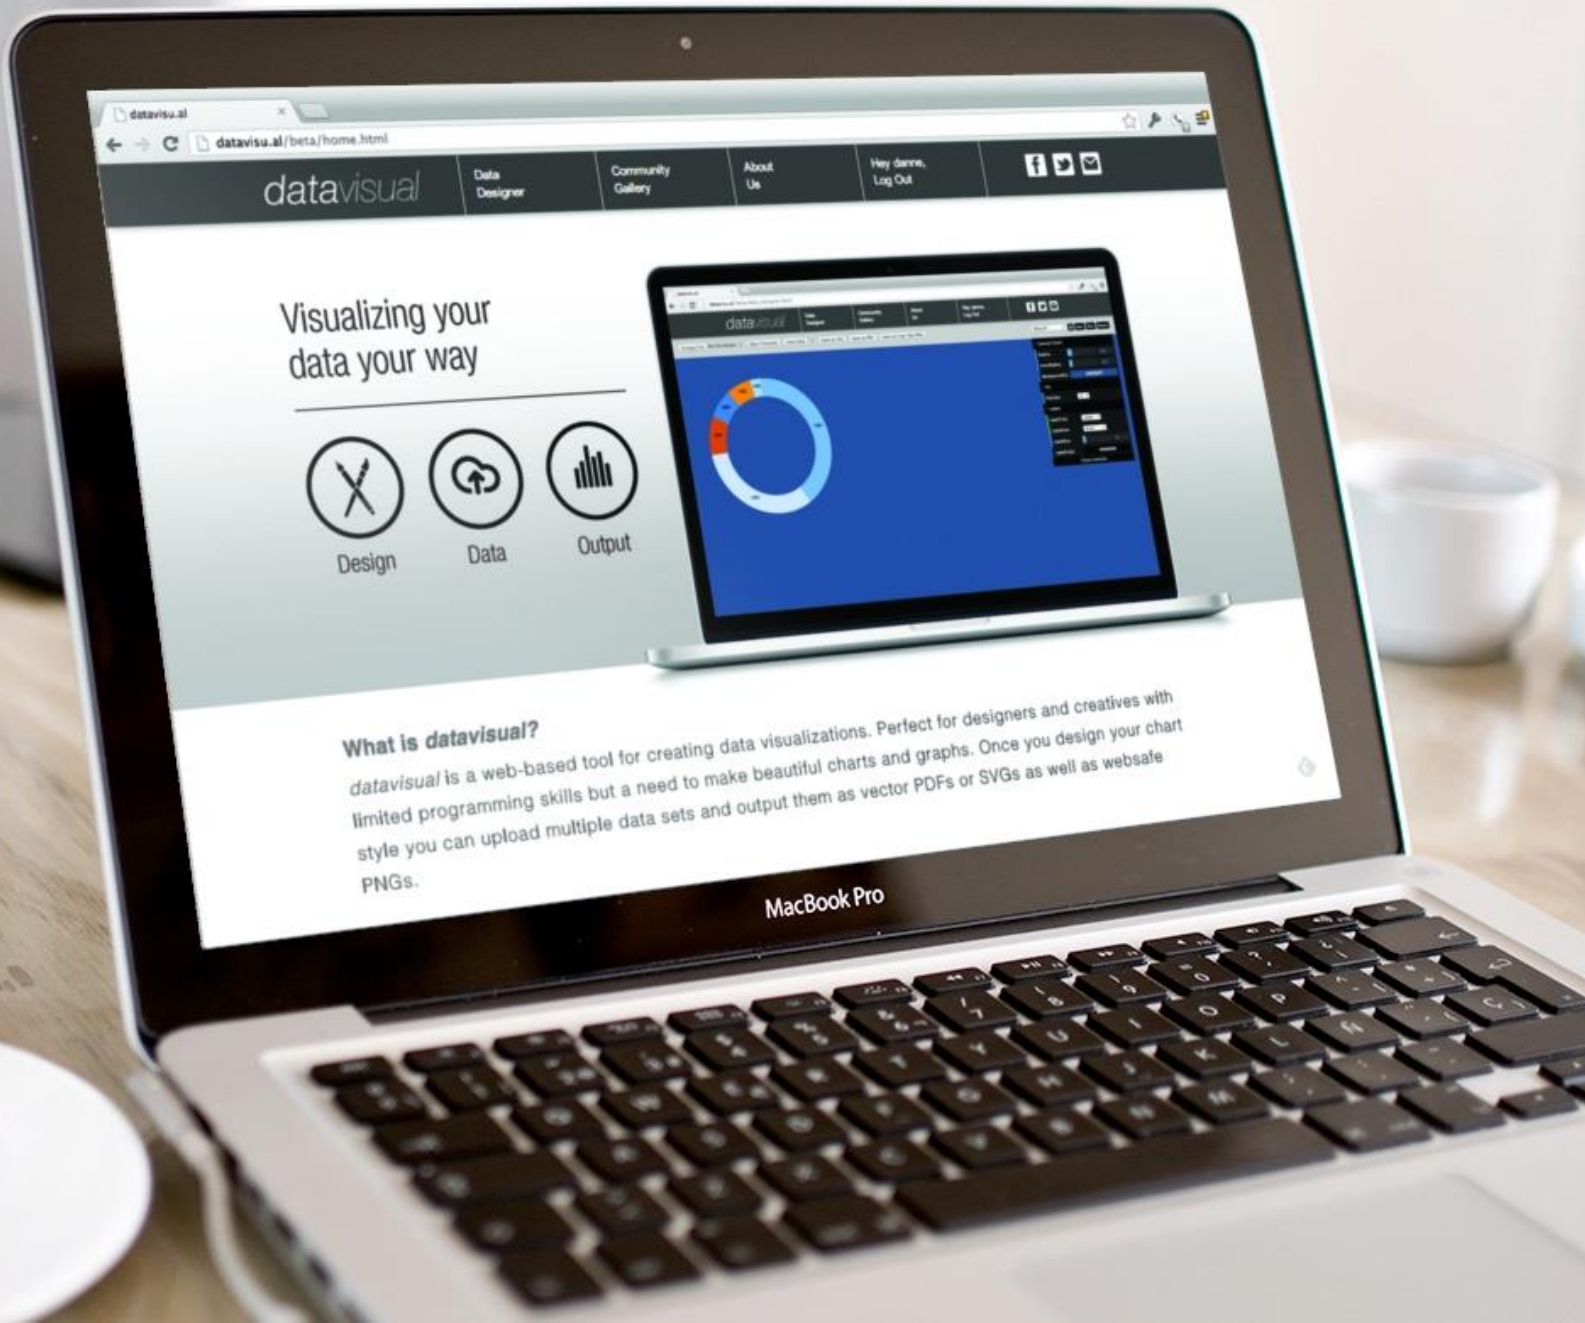 datavisu.al
datavisu.al/beta/home.html
datavisual
Data
Designer
Community
Gallery
About
Us
Hey danne,
Log Out
Visualizing your
data your way
Design
Data
Output
datavisual
What is datavisual?
datavisual is a web-based tool for creating data visualizations. Perfect for designers and creatives with
limited programming skills but a need to make beautiful charts and graphs. Once you design your chart
style you can upload multiple data sets and output them as vector PDFs or SVGs as well as websafe
PNGs.
MacBook Pro